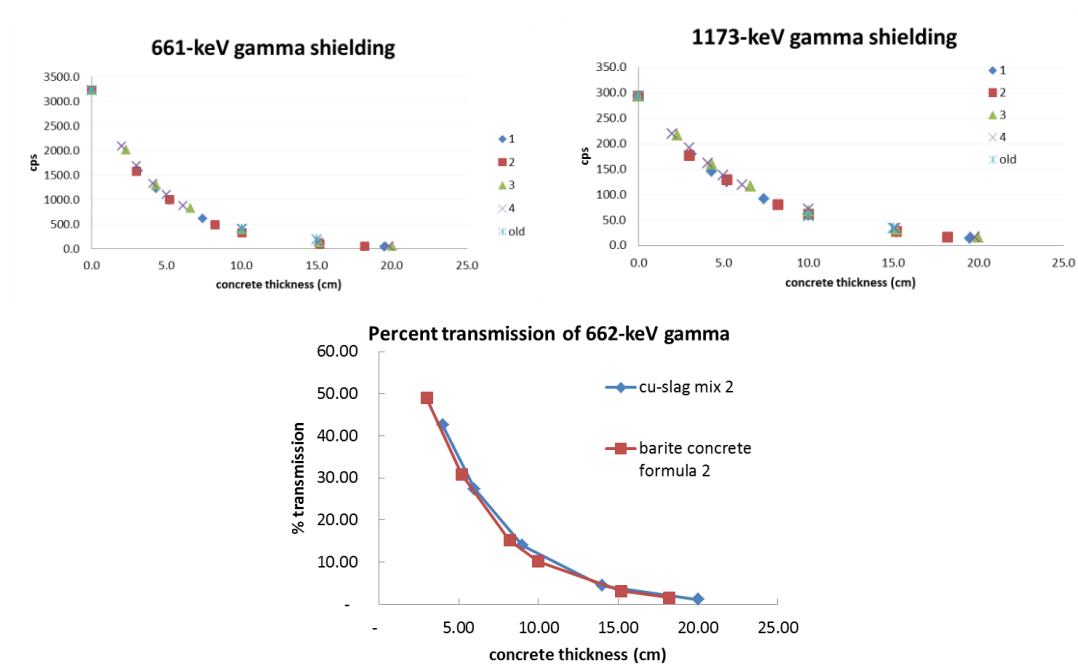 661-keV gamma shielding
3500.0
3000.0
2500.0
2000.0
1500.0
1000.0
500.0
0.0
cps
0.0 5.0 10.0 15.0 20.0 25.0
concrete thickness (cm)
1
2
3
4
old
1173-keV gamma shielding
350.0
300.0
250.0
200.0
150.0
100.0
50.0
0.0
cps
0.0 5.0 10.0 15.0 20.0 25.0
concrete thickness (cm)
1
2
3
4
old
Percent transmission of 662-keV gamma
60.00
50.00
40.00
30.00
20.00
10.00
-
% transmission
- 5.00 10.00 15.00 20.00 25.00
concrete thickness (cm)
cu-slag mix 2
barite concrete
formula 2